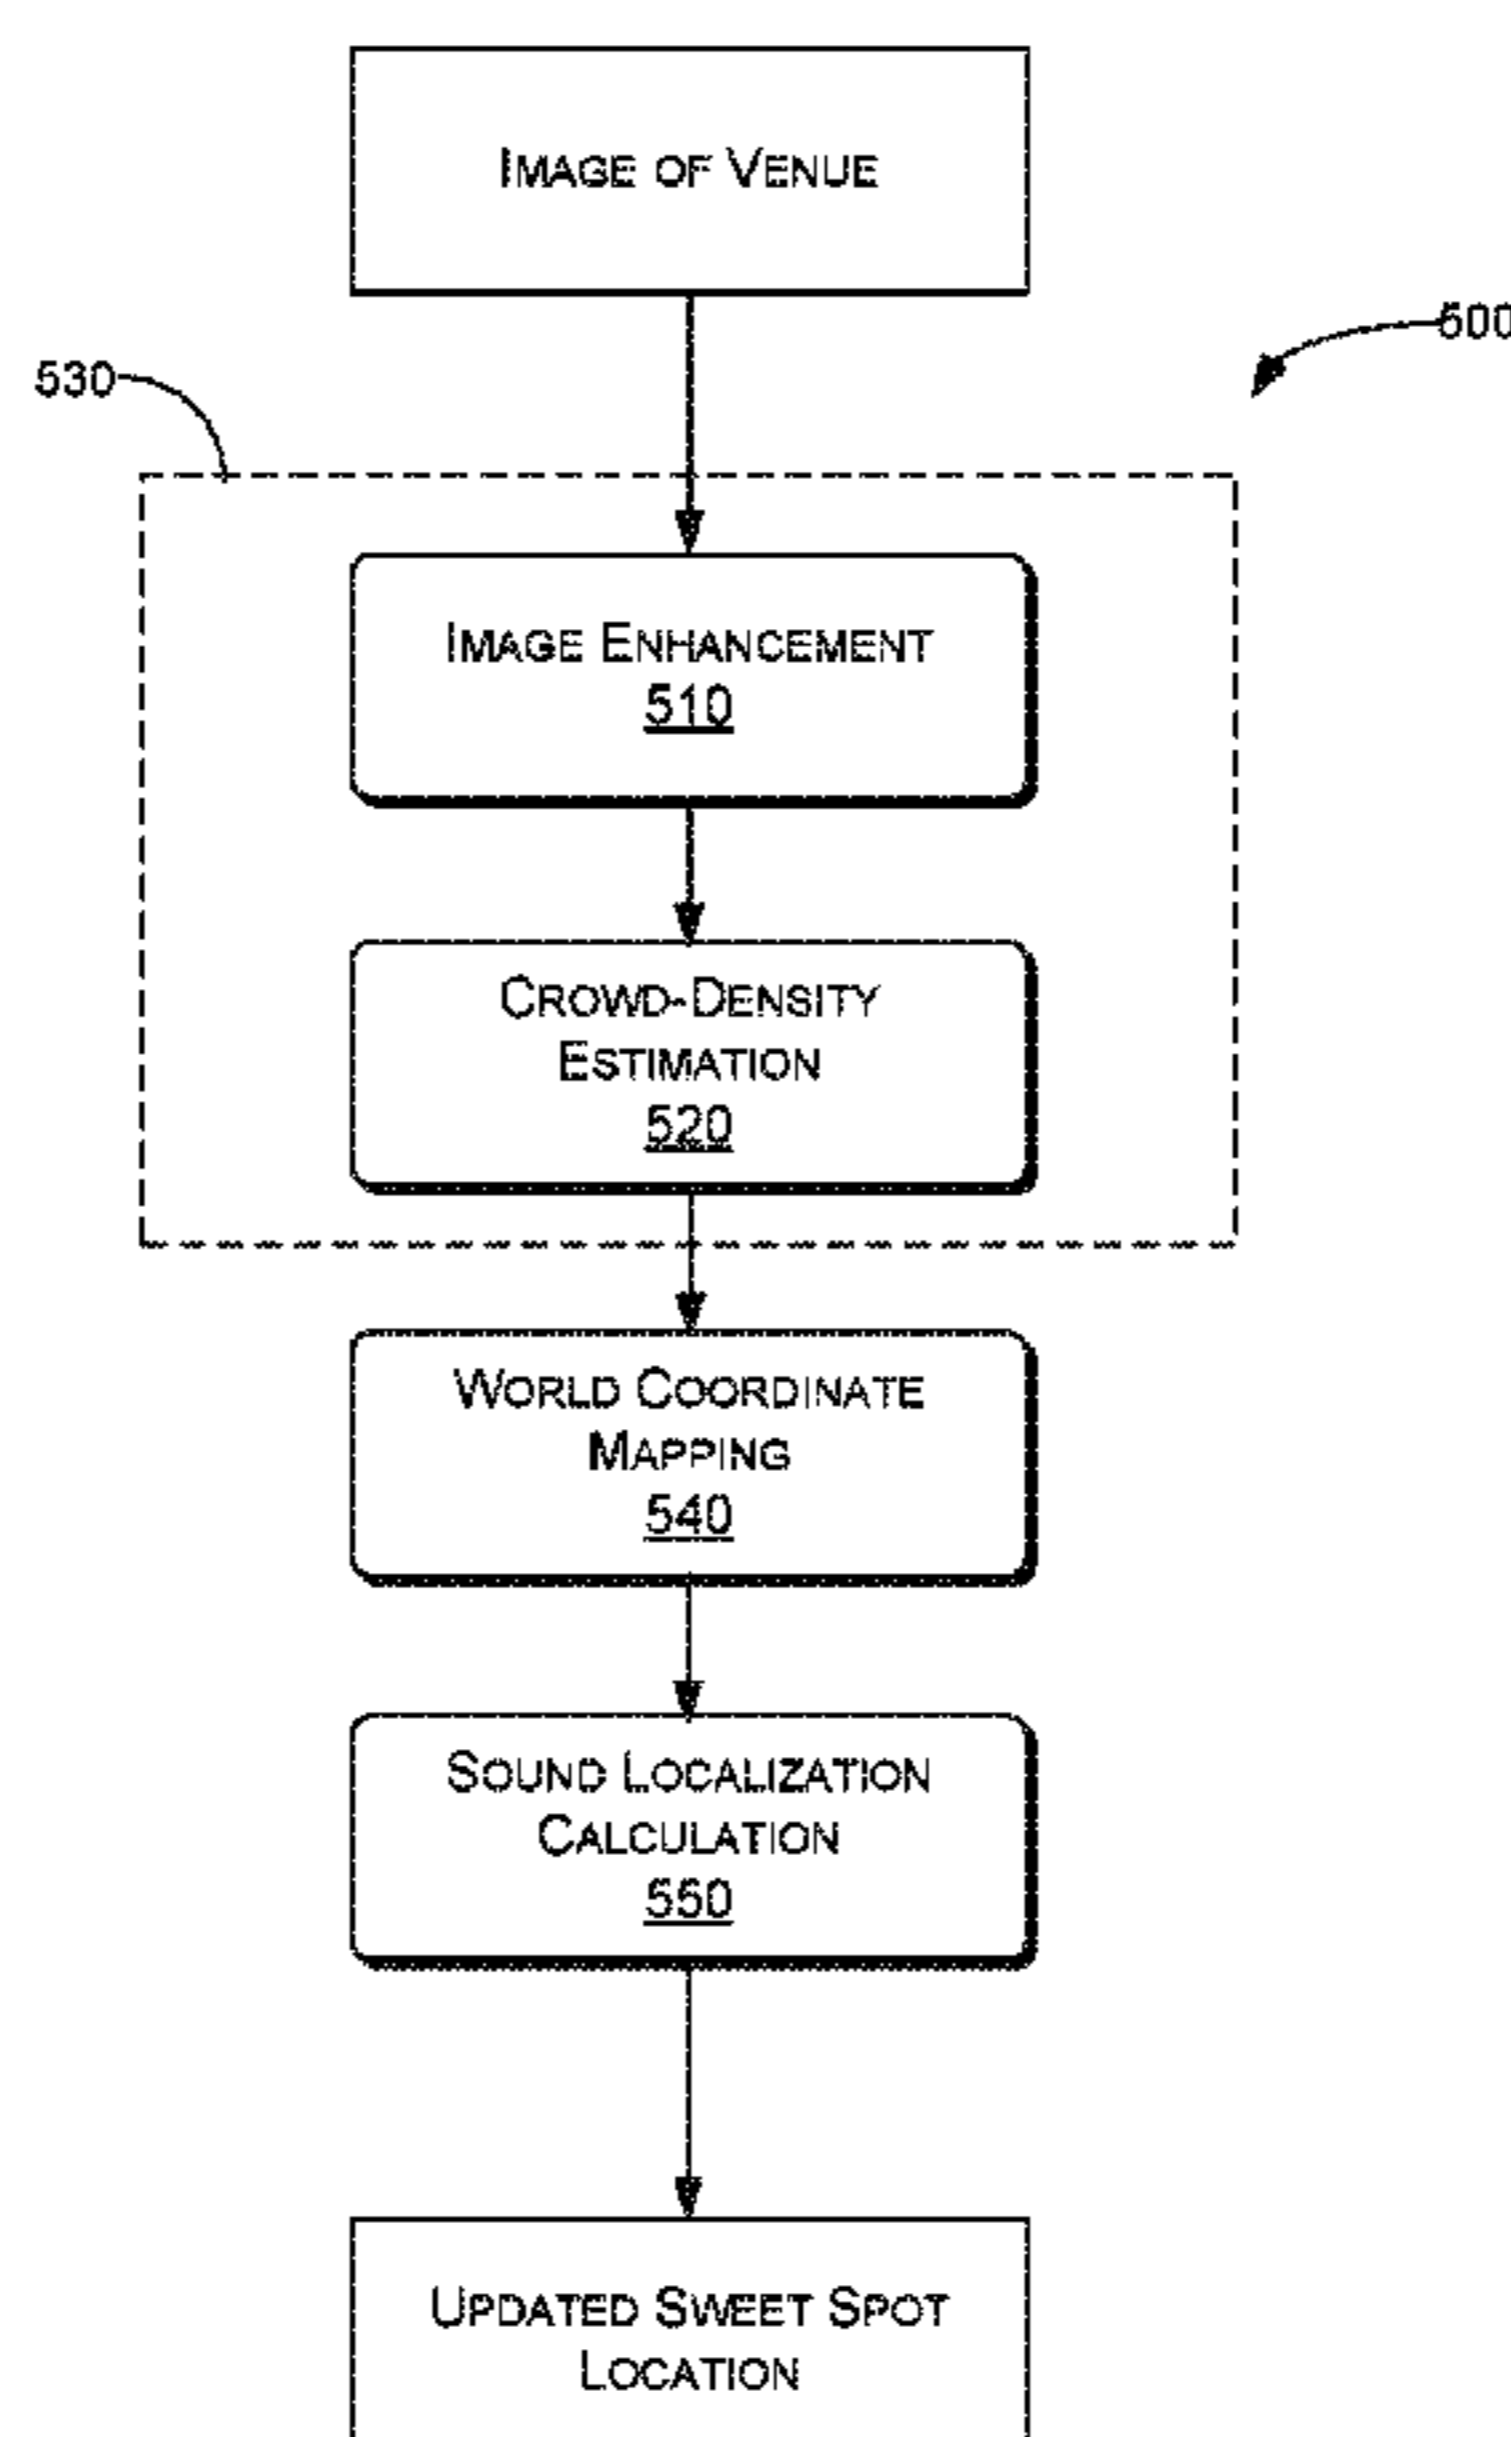 IMAGE OF VENUE
500
530
IMAGE ENHANCEMENT
510
CROWD-DENSITY
ESTIMATION
520
WORLD COORDINATE
MAPPING
540
SOUND LOCALIZATION
CALCULATION
550
UPDATED SWEET SPOT
LOCATION